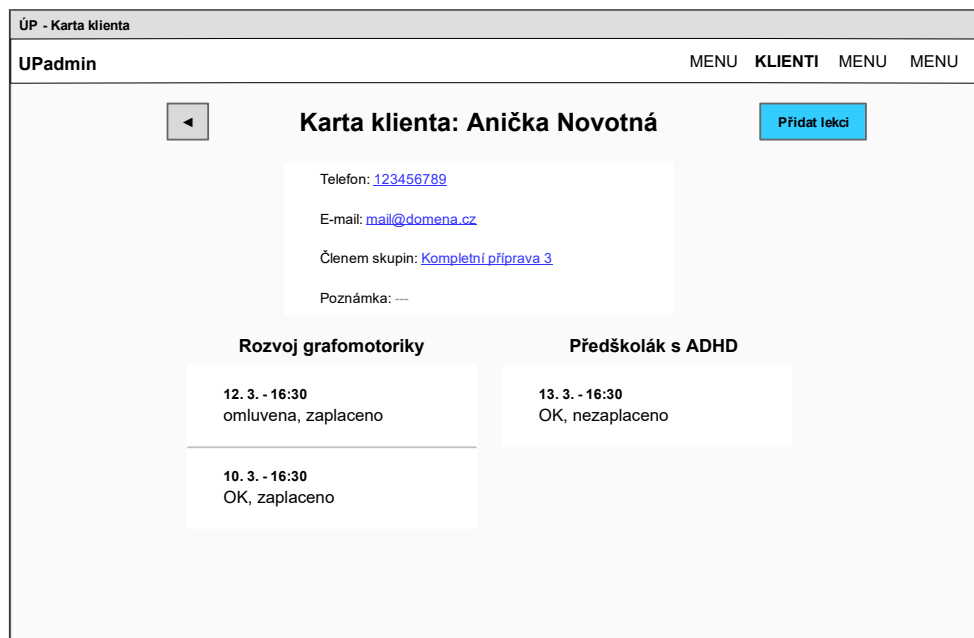 ÚP - Karta klienta
UPadmin
MENU KLIENTI MENU MENU
◄
Karta klienta: Anička Novotná
Přidat lekci
Telefon: 123456789
E-mail: mail@domena.cz
Členem skupin: Kompletní příprava 3
Poznámka: ---
Rozvoj grafomotoriky
12. 3. - 16:30
omluvena, zaplaceno
10. 3. - 16:30
OK, zaplaceno
Předškolák s ADHD
13. 3. - 16:30
OK, nezaplaceno